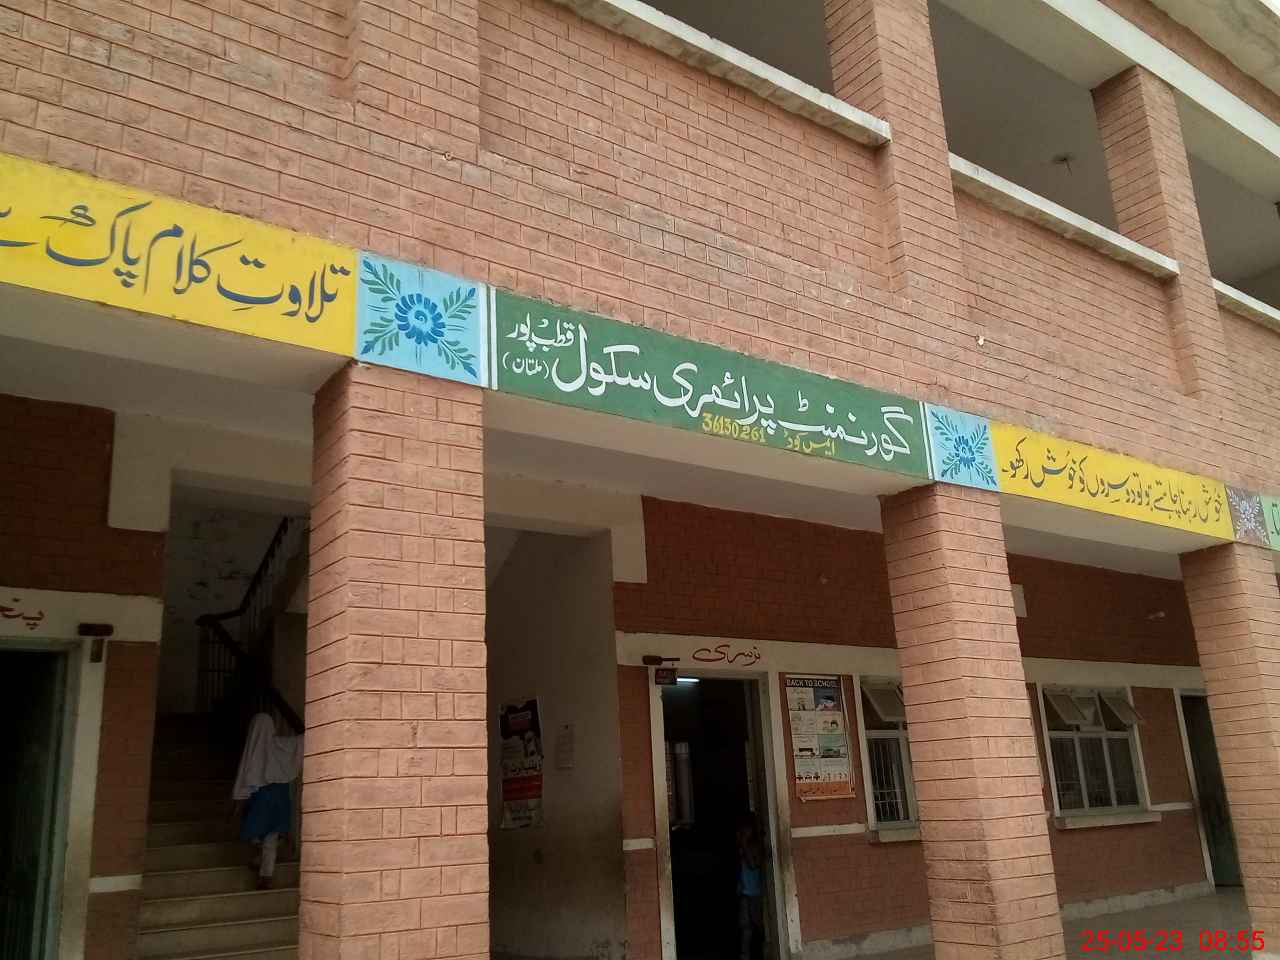 تلاوتِ کلام پاک
گورنمنٹ پرائمری سکول قطب پور (ملتان)
ایمس کوڈ 36130261
خوش رہنا چاہتے ہو تو دوسروں کو خوش رکھو۔
نرسری
BACK TO SCHOOL
25-05-23 08:55